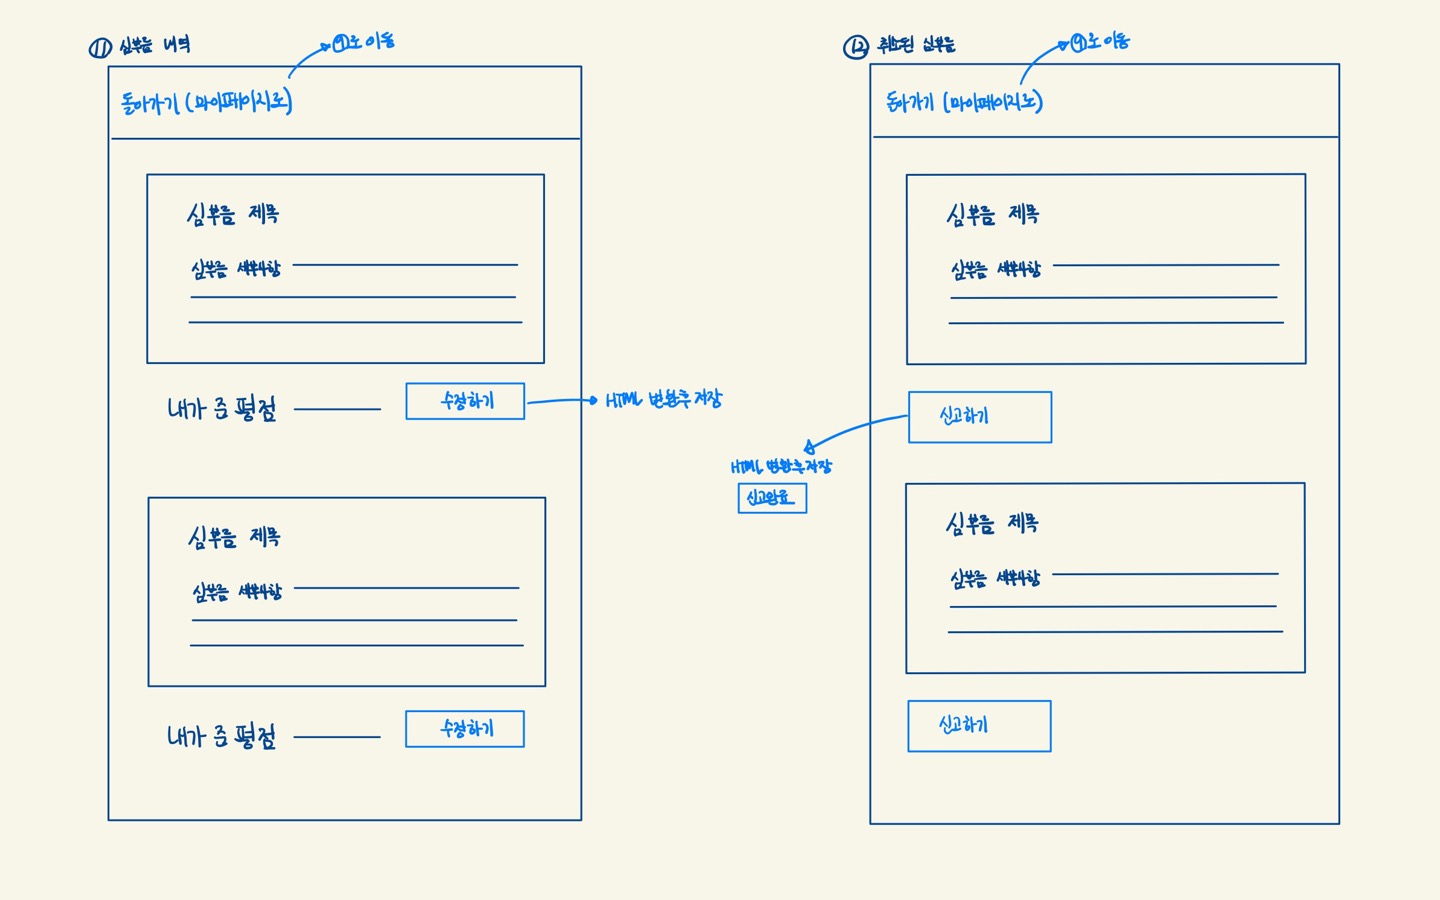 ⑪ 심부름 내역
⑨로 이동
돌아가기 (마이페이지로)
심부름 제목
심부름 세부사항
내가 준 평점
수정하기
HTML 변환후 저장
심부름 제목
심부름 세부사항
내가 준 평점
수정하기
⑫ 취소된 심부름
⑨로 이동
돌아가기 (마이페이지로)
심부름 제목
심부름 세부사항
신고하기
HTML 변환후 저장
신고완료
심부름 제목
심부름 세부사항
신고하기